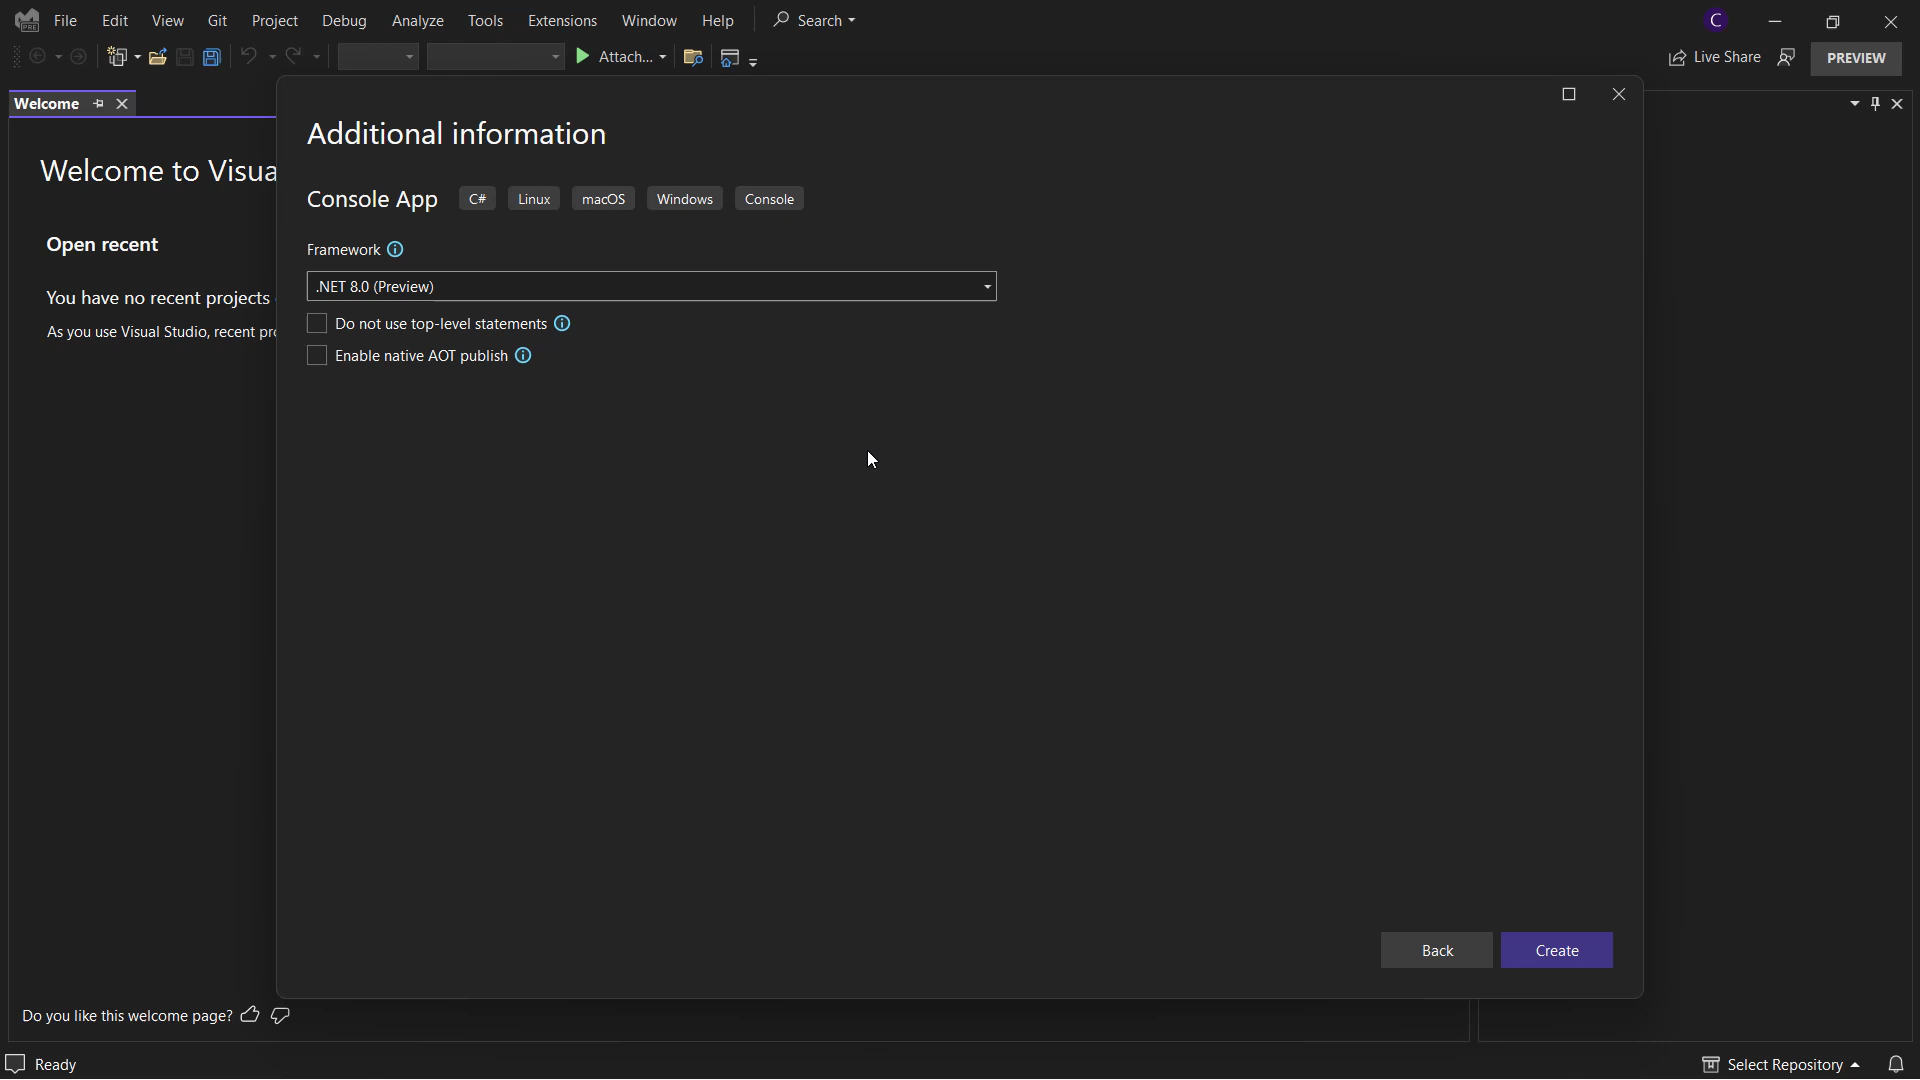 File Edit View Git Project Debug Analyze Tools Extensions Window Help Search C
Attach... Live Share PREVIEW
Welcome
Welcome to Visua
Open recent
You have no recent projects
As you use Visual Studio, recent pro
Additional information
Console App C# Linux macOS Windows Console
Framework
.NET 8.0 (Preview)
Do not use top-level statements
Enable native AOT publish
Back Create
Do you like this welcome page?
Ready Select Repository